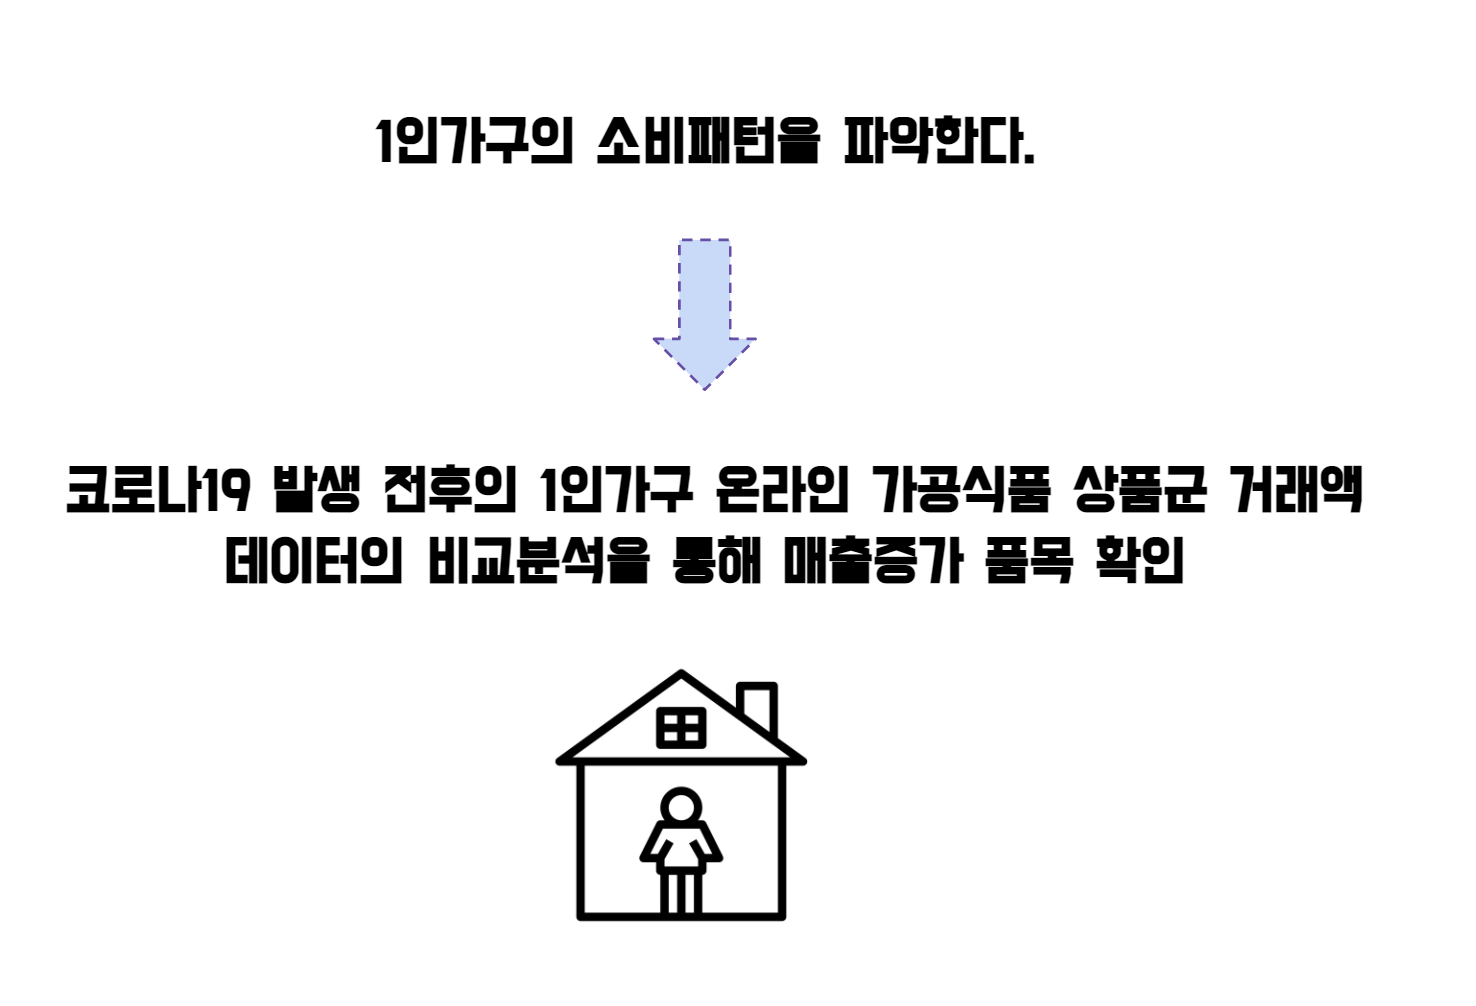 1인가구의 소비패턴을 파악한다.
코로나19 발생 전후의 1인가구 온라인 가공식품 상품군 거래액
데이터의 비교분석을 통해 매출증가 품목 확인